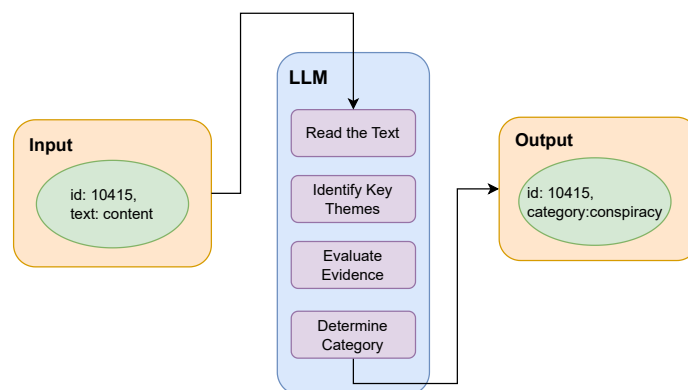 Input
id: 10415,
text: content
LLM
Read the Text
Identify Key
Themes
Evaluate
Evidence
Determine
Category
Output
id: 10415,
category:conspiracy